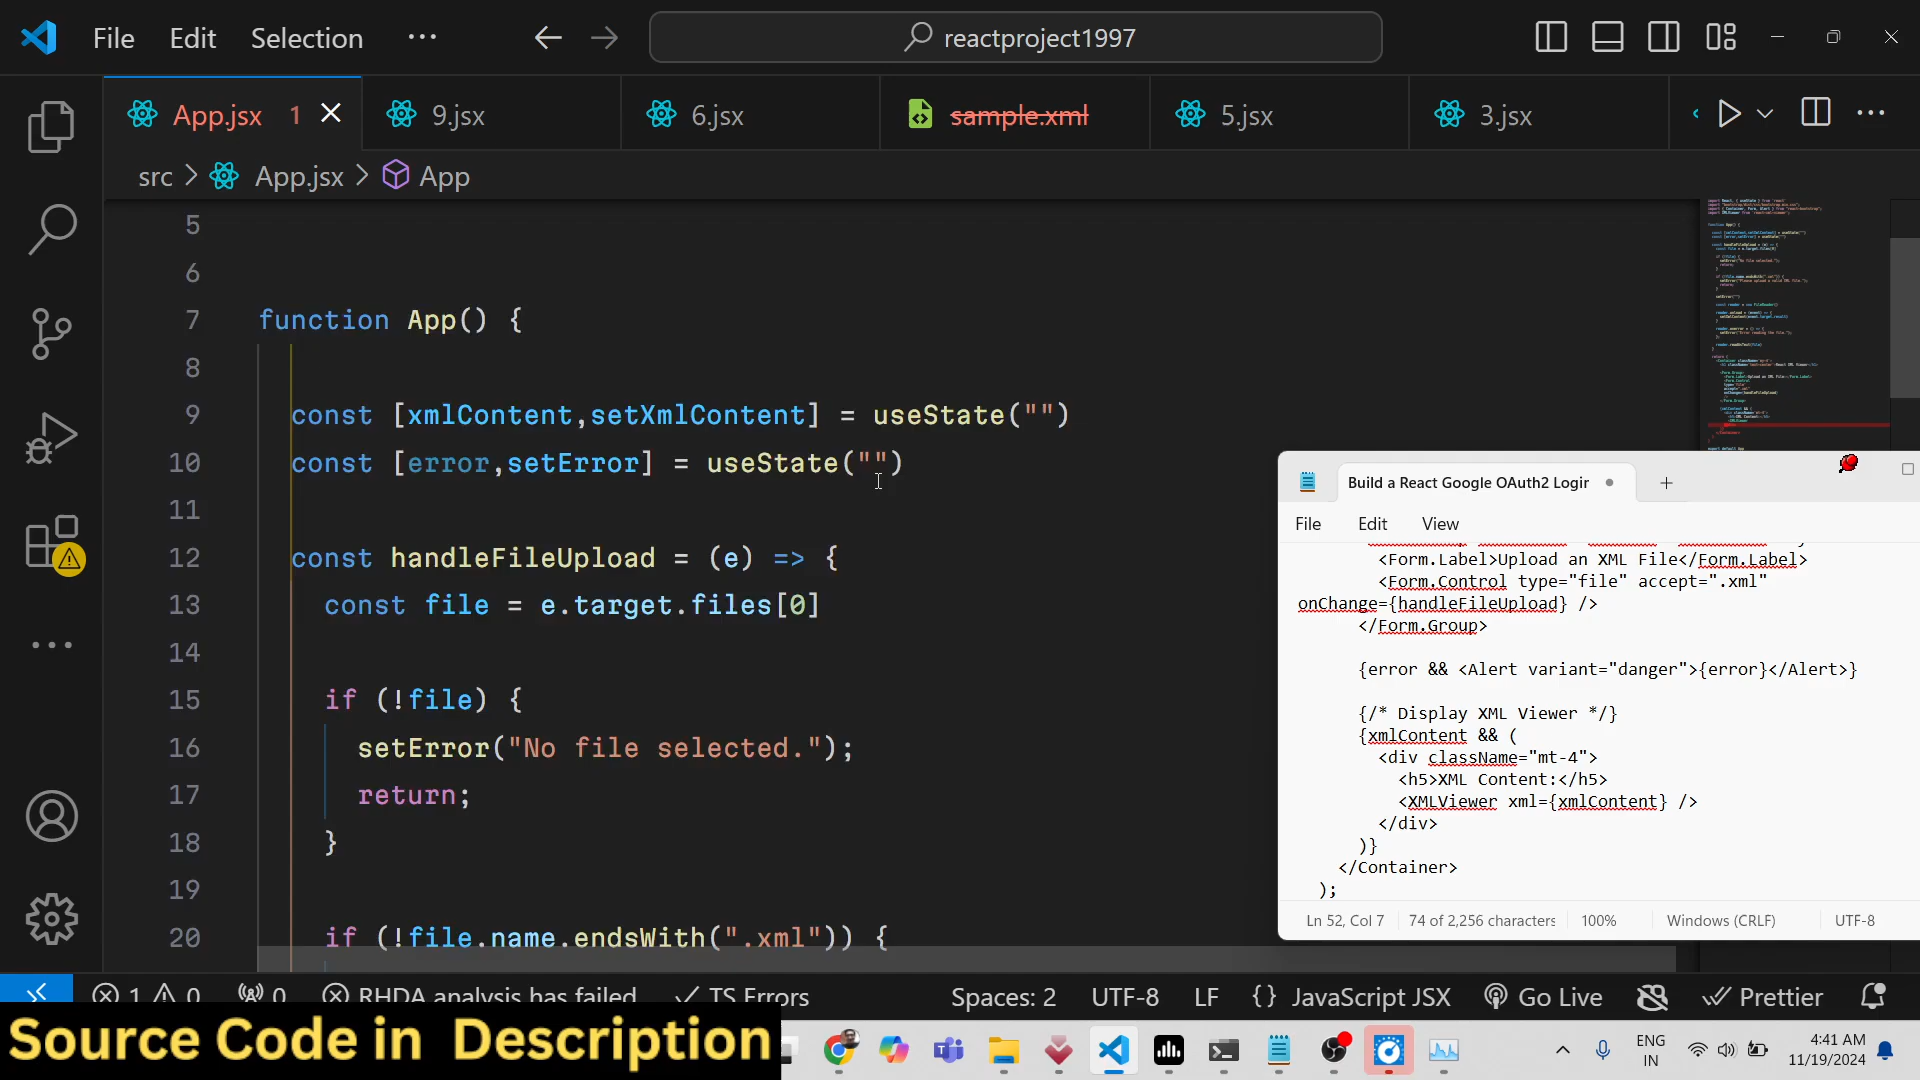 File Edit Selection ··· reactproject1997
App.jsx 1 9.jsx 6.jsx sample.xml 5.jsx 3.jsx
src > App.jsx > App
5
6
7 function App() {
8
9 const [xmlContent,setXmlContent] = useState("")
10 const [error,setError] = useState("")
11
12 const handleFileUpload = (e) => {
13 const file = e.target.files[0]
14
15 if (!file) {
16 setError("No file selected.");
17 return;
18 }
19
20 if (!file.name.endsWith(".xml")) {
Build a React Google OAuth2 Login
File Edit View
<Form.Label>Upload an XML File</Form.Label>
<Form.Control type="file" accept=".xml"
onChange={handleFileUpload} />
</Form.Group>
{error && <Alert variant="danger">{error}</Alert>}
{/* Display XML Viewer */}
{xmlContent && (
<div className="mt-4">
<h5>XML Content:</h5>
<XMLViewer xml={xmlContent} />
</div>
)}
</Container>
);
Ln 52, Col 7 74 of 2,256 characters 100% Windows (CRLF) UTF-8
1 0 0 RHDA analysis has failed TS Errors Spaces: 2 UTF-8 LF {} JavaScript JSX Go Live Prettier
Source Code in Description
ENG
IN
4:41 AM
11/19/2024